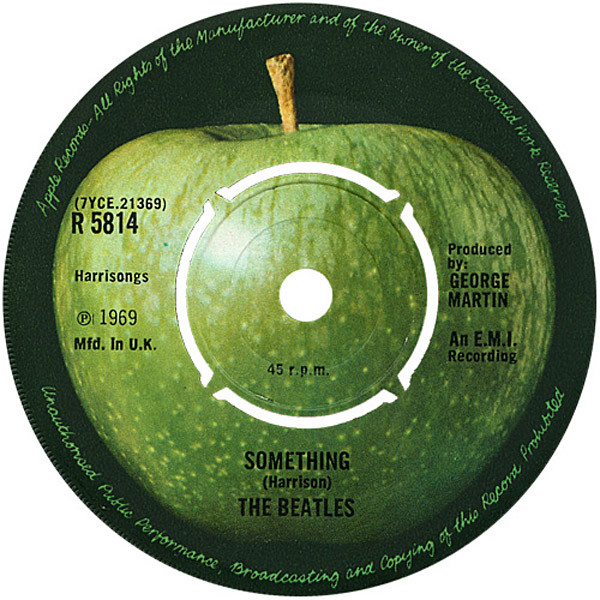 Apple Records-All Rights of the Manufacturer and of the Owner of the Recorded Work Reserved
(7YCE.21369)
R 5814
Harrisongs
Ⓟ 1969
Mfd. In U.K.
Produced
by:
GEORGE
MARTIN
An E.M.I.
Recording
45 r.p.m.
SOMETHING
(Harrison)
THE BEATLES
Unauthorised Public Performance, Broadcasting and Copying of this Record Prohibited